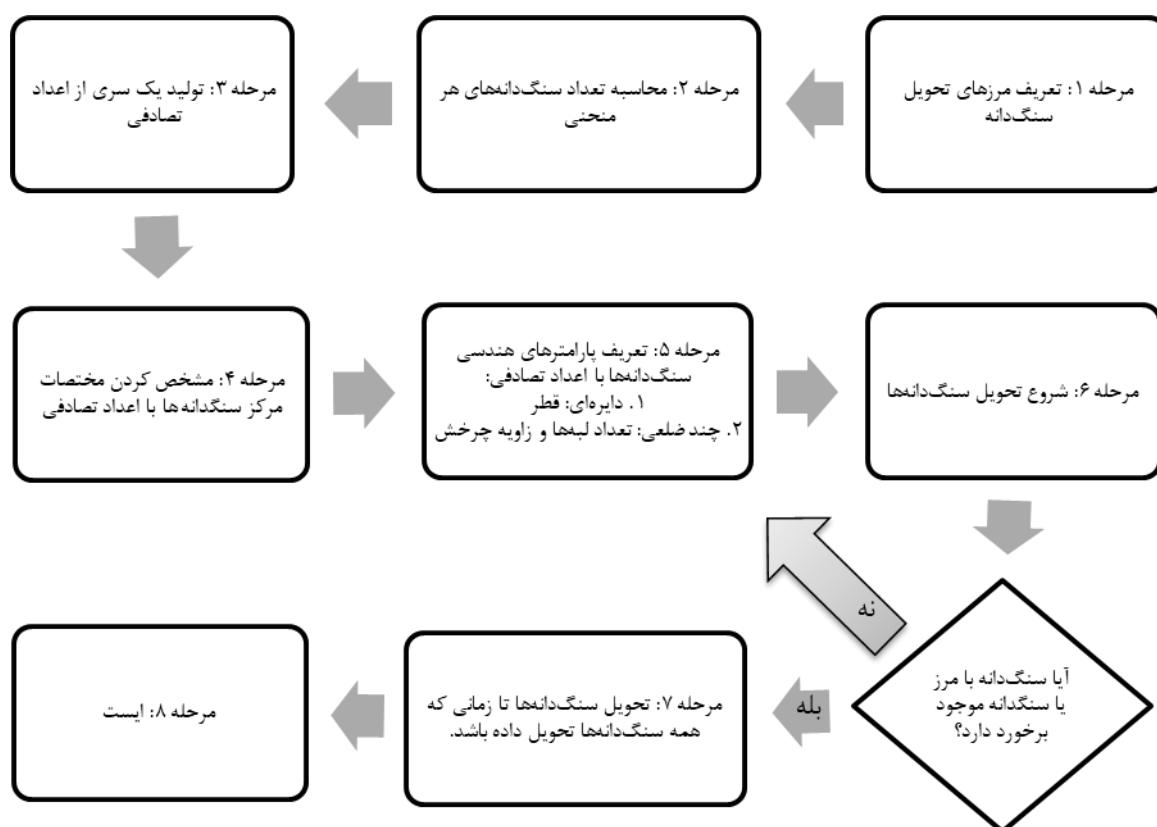 مرحله ۱: تعریف مرزهای تحویل
سنگ‌دانه
مرحله ۲: محاسبه تعداد سنگ‌دانه‌های هر
منحنی
مرحله ۳: تولید یک سری از اعداد
تصادفی
مرحله ۴: مشخص کردن مختصات
مرکز سنگدانه‌ها با اعداد تصادفی
مرحله ۵: تعریف پارامترهای هندسی
سنگ‌دانه‌ها با اعداد تصادفی:
۱. دایره‌ای: قطر
۲. چند ضلعی: تعداد لبه‌ها و زاویه چرخش
مرحله ۶: شروع تحویل سنگ‌دانه‌ها
آیا سنگ‌دانه با مرز
یا سنگدانه موجود
برخورد دارد؟
نه
بله
مرحله ۷: تحویل سنگ‌دانه‌ها تا زمانی که
همه سنگ‌دانه‌ها تحویل داده باشد.
مرحله ۸: ایست